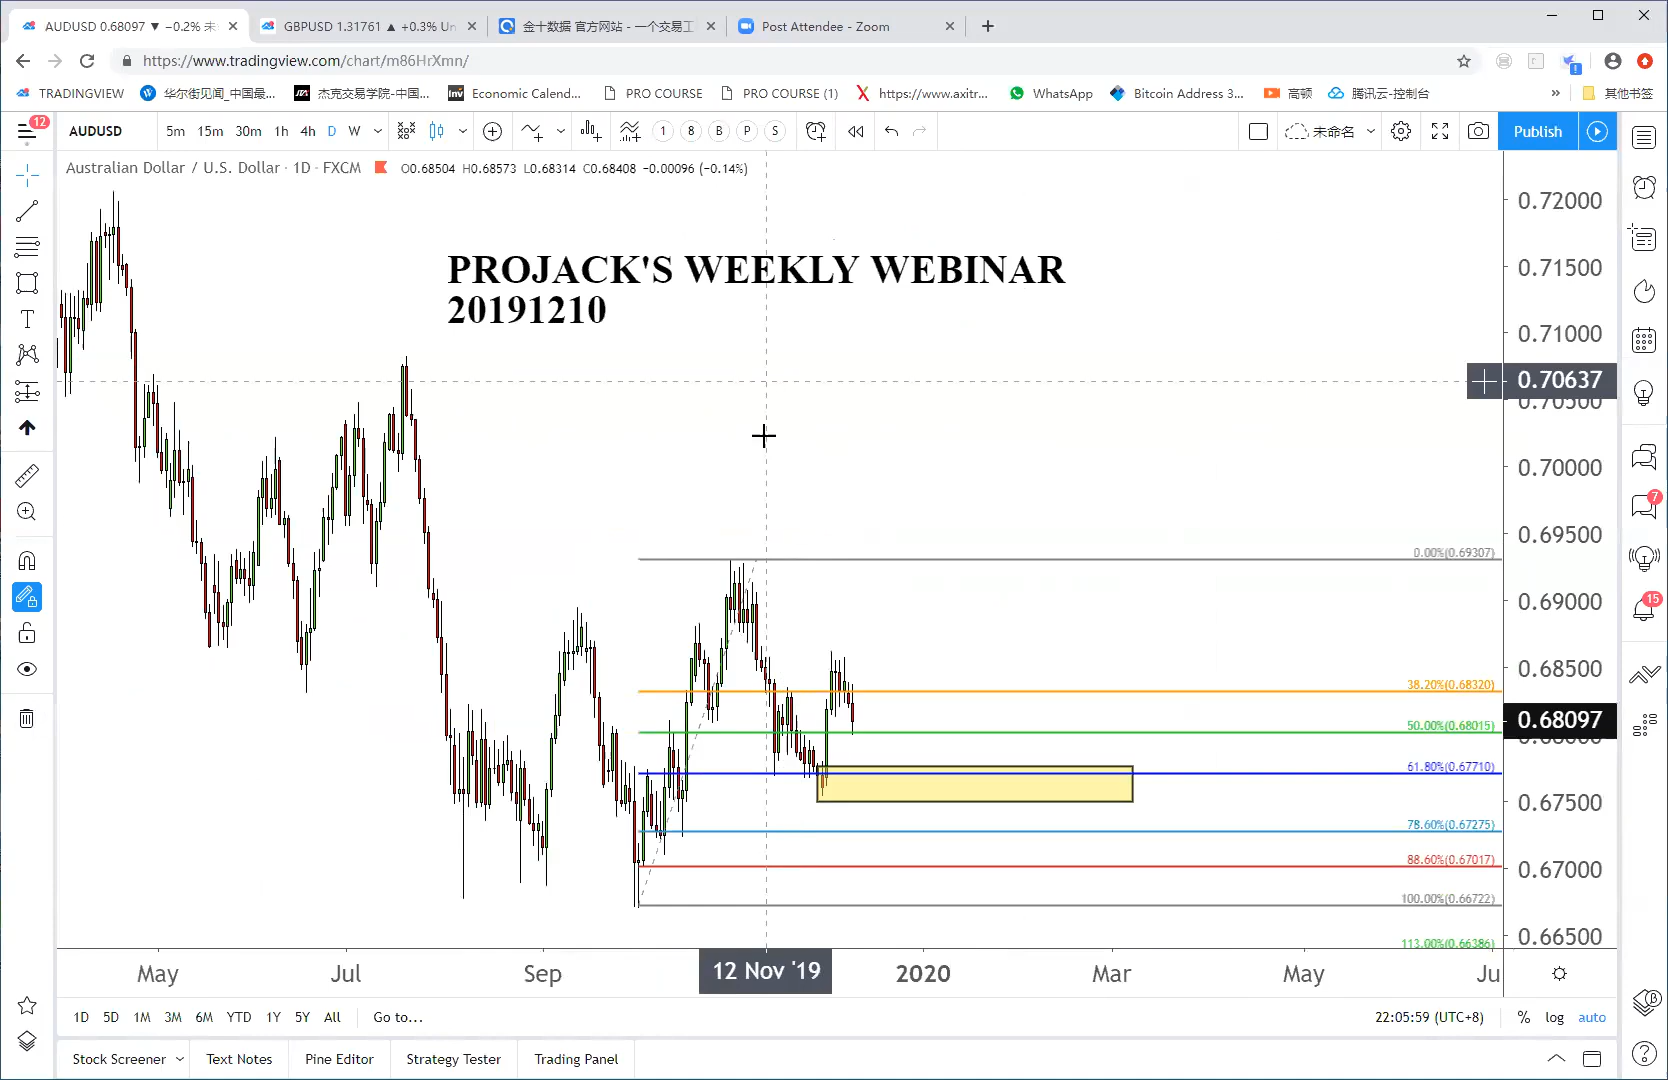 AUDUSD 0.68097 ▼ −0.2% 未
GBPUSD 1.31761 ▲ +0.3% Un
金十数据 官方网站 - 一个交易工
Post Attendee - Zoom
https://www.tradingview.com/chart/m86HrXmn/
TRADINGVIEW
华尔街见闻_中国最...
杰克交易学院-中国...
Economic Calend...
PRO COURSE
PRO COURSE (1)
https://www.axitr...
WhatsApp
Bitcoin Address 3...
高顿
腾讯云-控制台
»
其他书签
12
AUDUSD
5m 15m 30m 1h 4h D W
1 8 B P S
未命名
Publish
Australian Dollar / U.S. Dollar · 1D · FXCM
O0.68504 H0.68573 L0.68314 C0.68408 −0.00096 (−0.14%)
PROJACK'S WEEKLY WEBINAR
20191210
0.72000
0.71500
0.71000
0.70637
0.70500
0.70000
0.69500
0.69000
0.68500
0.68097
0.68000
0.67500
0.67000
0.66500
0.00%(0.69307)
38.20%(0.68320)
50.00%(0.68015)
61.80%(0.67710)
78.60%(0.67275)
88.60%(0.67017)
100.00%(0.66722)
113.00%(0.66386)
7
15
May Jul Sep 12 Nov '19 2020 Mar May Ju
1D 5D 1M 3M 6M YTD 1Y 5Y All Go to...
22:05:59 (UTC+8) % log auto
Stock Screener Text Notes Pine Editor Strategy Tester Trading Panel